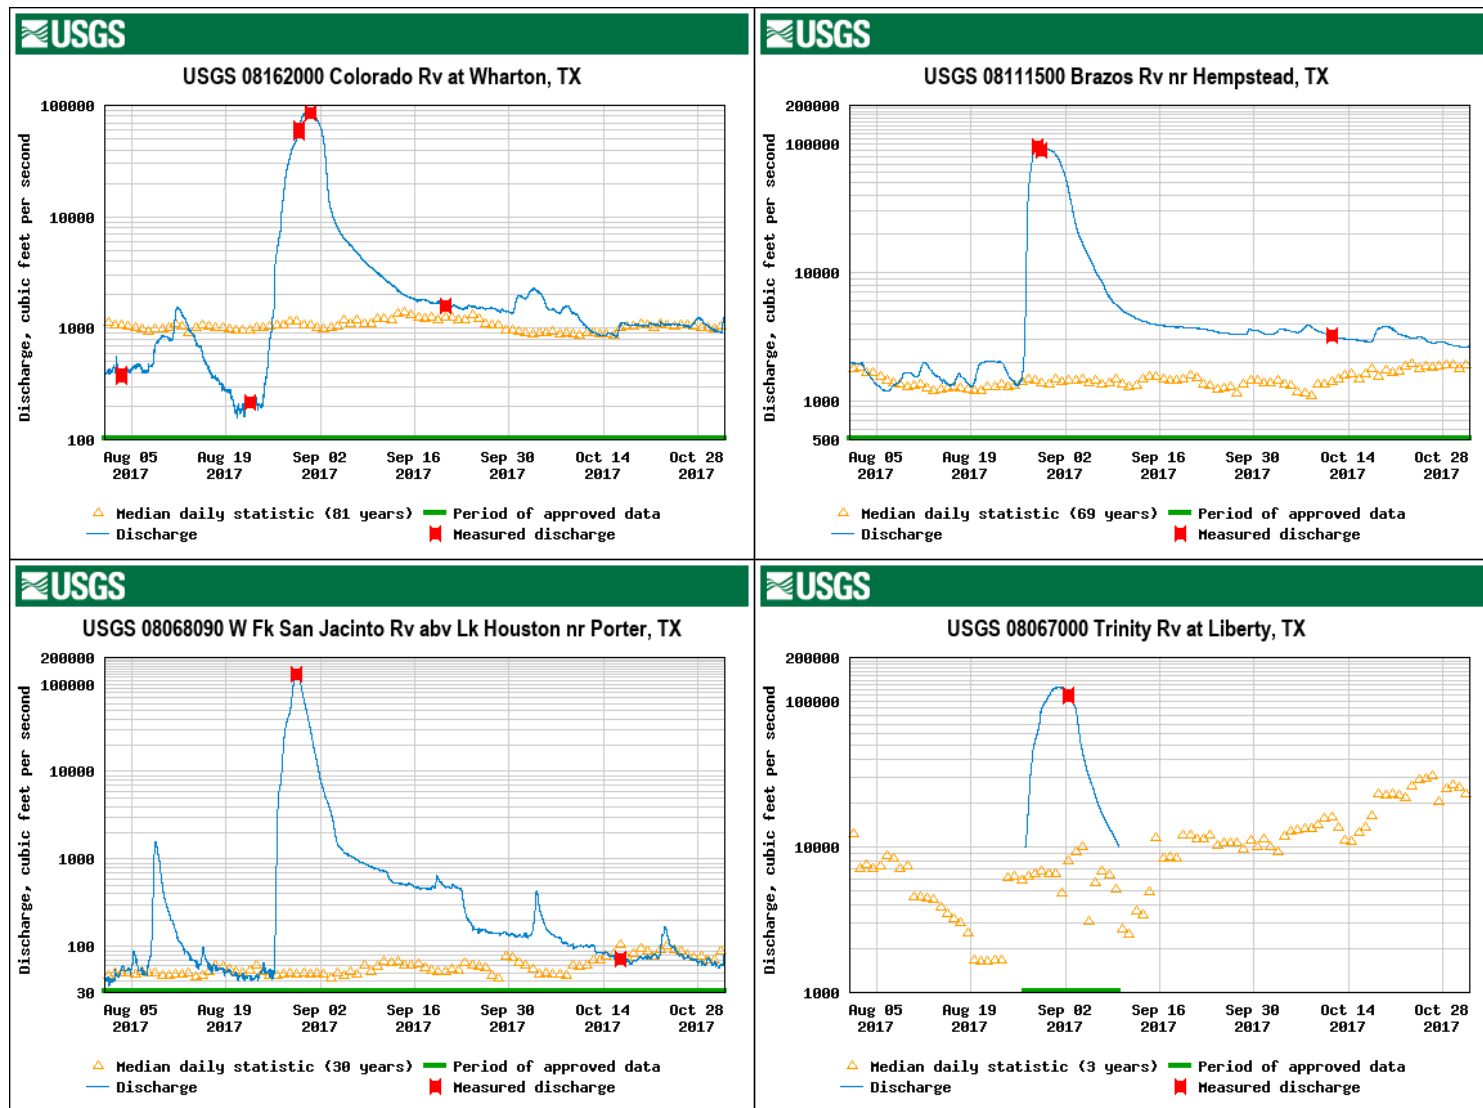 USGS
USGS 08162000 Colorado Rv at Wharton, TX
Discharge, cubic feet per second
100000
10000
1000
100
Aug 05 2017
Aug 19 2017
Sep 02 2017
Sep 16 2017
Sep 30 2017
Oct 14 2017
Oct 28 2017
Median daily statistic (81 years)
Period of approved data
Discharge
Measured discharge
USGS
USGS 08111500 Brazos Rv nr Hempstead, TX
Discharge, cubic feet per second
200000
100000
10000
1000
500
Aug 05 2017
Aug 19 2017
Sep 02 2017
Sep 16 2017
Sep 30 2017
Oct 14 2017
Oct 28 2017
Median daily statistic (69 years)
Period of approved data
Discharge
Measured discharge
USGS
USGS 08068090 W Fk San Jacinto Rv abv Lk Houston nr Porter, TX
Discharge, cubic feet per second
200000
100000
10000
1000
100
30
Aug 05 2017
Aug 19 2017
Sep 02 2017
Sep 16 2017
Sep 30 2017
Oct 14 2017
Oct 28 2017
Median daily statistic (30 years)
Period of approved data
Discharge
Measured discharge
USGS
USGS 08067000 Trinity Rv at Liberty, TX
Discharge, cubic feet per second
200000
100000
10000
1000
Aug 05 2017
Aug 19 2017
Sep 02 2017
Sep 16 2017
Sep 30 2017
Oct 14 2017
Oct 28 2017
Median daily statistic (3 years)
Period of approved data
Discharge
Measured discharge